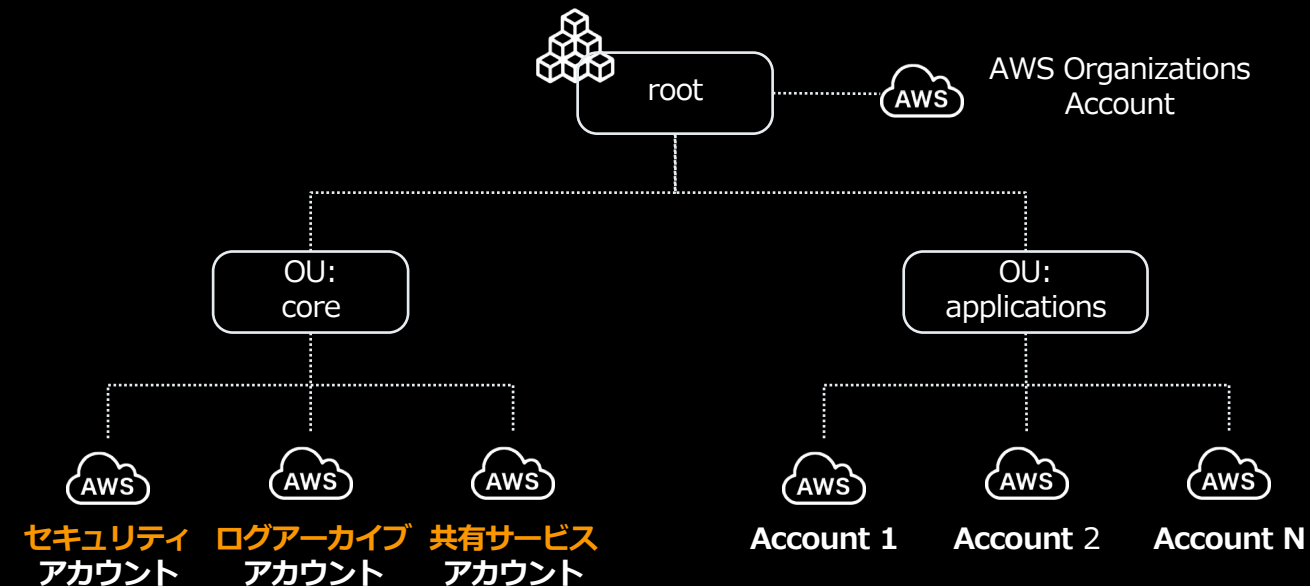 root
AWS
AWS Organizations
Account
OU:
core
OU:
applications
AWS
AWS
AWS
AWS
AWS
AWS
セキュリティ
アカウント
ログアーカイブ
アカウント
共有サービス
アカウント
Account 1
Account 2
Account N